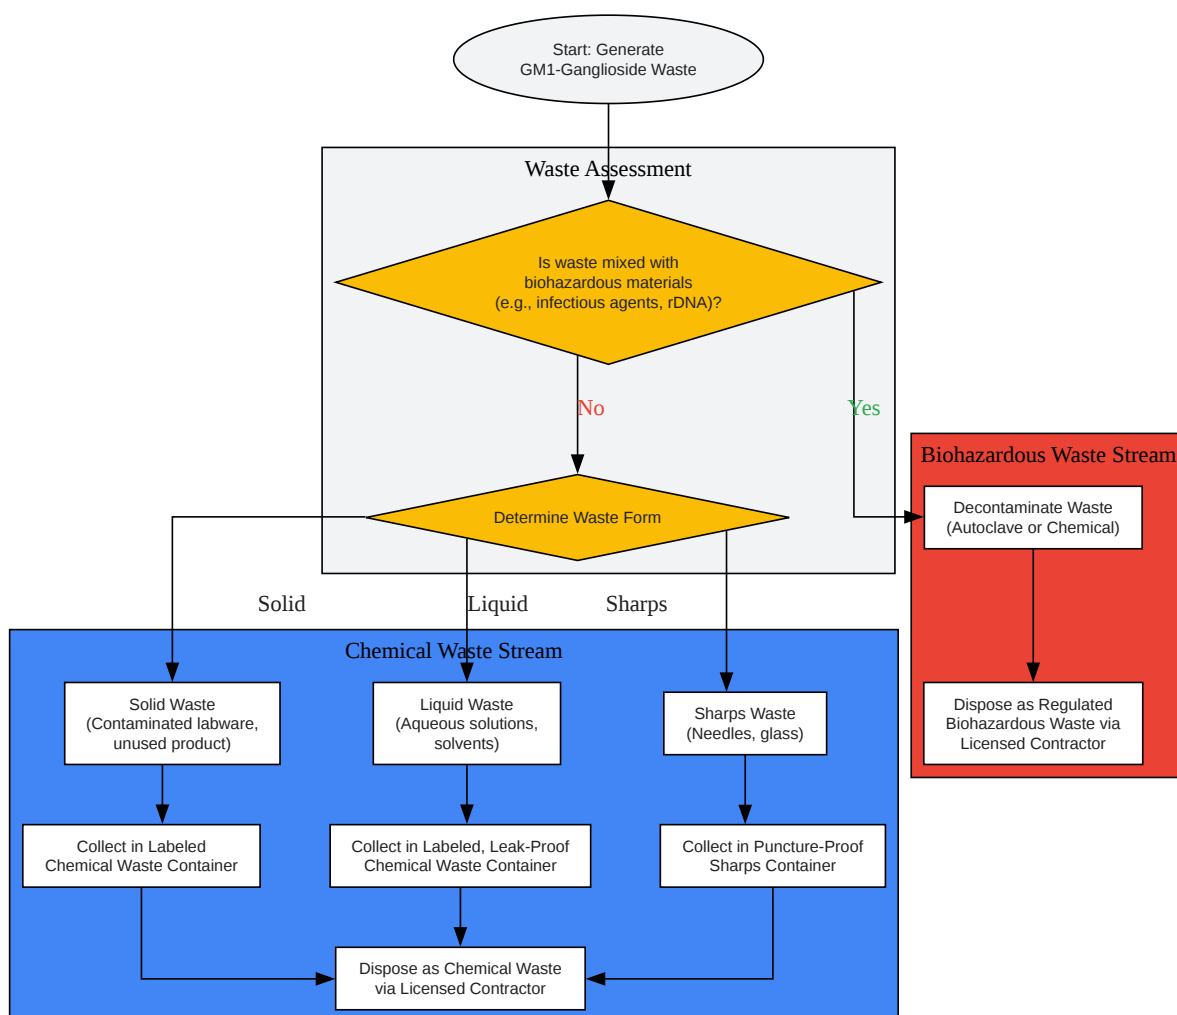 Start: Generate
GM1-Ganglioside Waste
Waste Assessment
Is waste mixed with
biohazardous materials
(e.g., infectious agents, rDNA)?
No
Yes
Biohazardous Waste Stream
Decontaminate Waste
(Autoclave or Chemical)
Determine Waste Form
Solid
Liquid
Sharps
Chemical Waste Stream
Solid Waste
(Contaminated labware,
unused product)
Liquid Waste
(Aqueous solutions,
solvents)
Sharps Waste
(Needles, glass)
Dispose as Regulated
Biohazardous Waste via
Licensed Contractor
Collect in Labeled
Chemical Waste Container
Collect in Labeled, Leak-Proof
Chemical Waste Container
Collect in Puncture-Proof
Sharps Container
Dispose as Chemical Waste
via Licensed Contractor